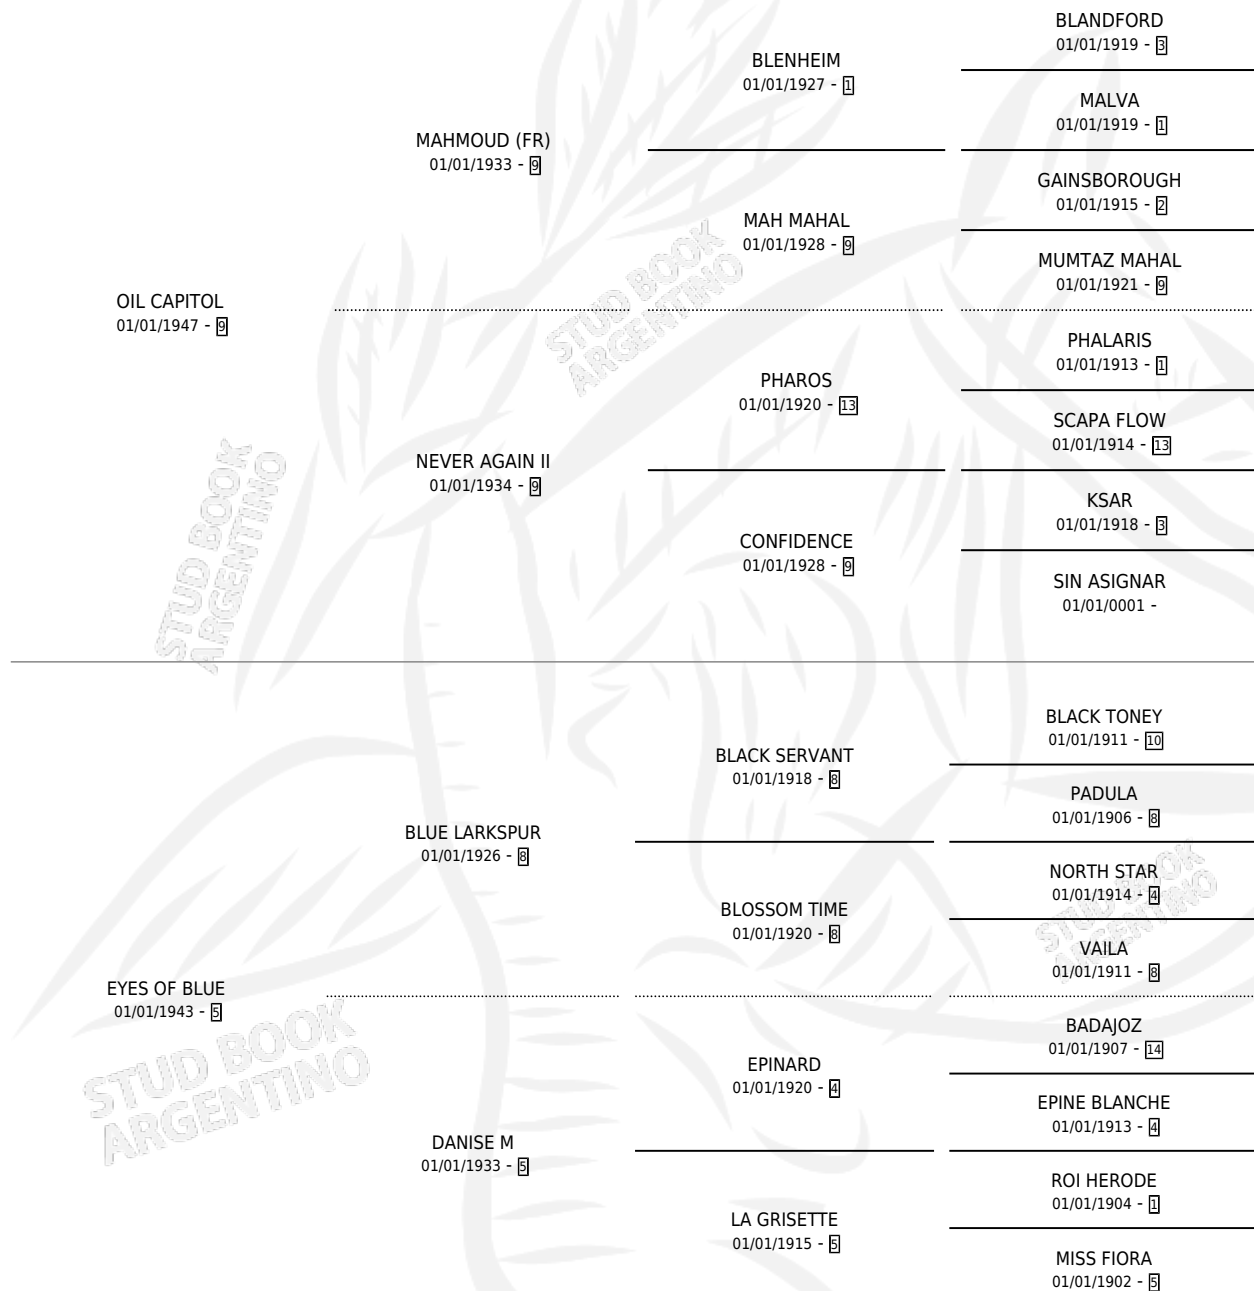 BLANDFORD
01/01/1919 - 3
BLENHEIM
01/01/1927 - 1
MALVA
01/01/1919 - 1
MAHMOUD (FR)
01/01/1933 - 9
GAINSBOROUGH
01/01/1915 - 2
MAH MAHAL
01/01/1928 - 9
MUMTAZ MAHAL
01/01/1921 - 9
OIL CAPITOL
01/01/1947 - 9
PHALARIS
01/01/1913 - 1
PHAROS
01/01/1920 - 13
SCAPA FLOW
01/01/1914 - 13
NEVER AGAIN II
01/01/1934 - 9
KSAR
01/01/1918 - 3
CONFIDENCE
01/01/1928 - 9
SIN ASIGNAR
01/01/0001 -
BLACK TONEY
01/01/1911 - 10
BLACK SERVANT
01/01/1918 - 8
PADULA
01/01/1906 - 8
BLUE LARKSPUR
01/01/1926 - 8
NORTH STAR
01/01/1914 - 4
BLOSSOM TIME
01/01/1920 - 8
VAILA
01/01/1911 - 8
EYES OF BLUE
01/01/1943 - 5
BADAJOZ
01/01/1907 - 14
EPINARD
01/01/1920 - 4
EPINE BLANCHE
01/01/1913 - 4
DANISE M
01/01/1933 - 5
ROI HERODE
01/01/1904 - 1
LA GRISETTE
01/01/1915 - 5
MISS FIORA
01/01/1902 - 5
STUD BOOK
ARGENTINO
STUD BOOK
ARGENTINO
STUD BOOK
ARGENTINO
STUD BOOK
ARGENTINO